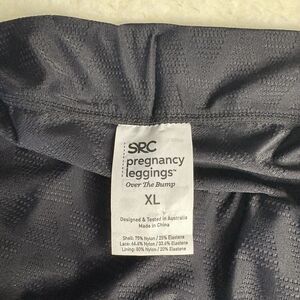 SRC
pregnancy
leggings™
Over The Bump
XL
Designed & Tested in Australia
Made in China
Shell: 75% Nylon / 25% Elastane
Lace: 66.4% Nylon / 33.6% Elastane
Lining: 80% Nylon / 20% Elastane